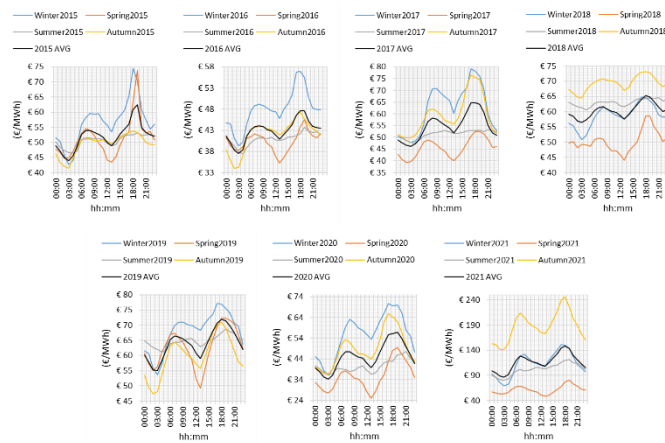 Winter2015 Spring2015
Summer2015 Autumn2015
2015 AVG
(€/MWh)
€ 75
€ 70
€ 65
€ 60
€ 55
€ 50
€ 45
€ 40
00:00 03:00 06:00 09:00 12:00 15:00 18:00 21:00
hh:mm
Winter2016 Spring2016
Summer2016 Autumn2016
2016 AVG
(€/MWh)
€ 58
€ 53
€ 48
€ 43
€ 38
€ 33
00:00 03:00 06:00 09:00 12:00 15:00 18:00 21:00
hh:mm
Winter2017 Spring2017
Summer2017 Autumn2017
2017 AVG
(€/MWh)
€ 80
€ 75
€ 70
€ 65
€ 60
€ 55
€ 50
€ 45
€ 40
€ 35
00:00 03:00 06:00 09:00 12:00 15:00 18:00 21:00
hh:mm
Winter2018 Spring2018
Summer2018 Autumn2018
2018 AVG
(€/MWh)
€ 75
€ 70
€ 65
€ 60
€ 55
€ 50
€ 45
€ 40
00:00 03:00 06:00 09:00 12:00 15:00 18:00 21:00
hh:mm
Winter2019 Spring2019
Summer2019 Autumn2019
2019 AVG
(€/MWh)
€ 80
€ 75
€ 70
€ 65
€ 60
€ 55
€ 50
€ 45
00:00 03:00 06:00 09:00 12:00 15:00 18:00 21:00
hh:mm
Winter2020 Spring2020
Summer2020 Autumn2020
2020 AVG
(€/MWh)
€ 74
€ 64
€ 54
€ 44
€ 34
€ 24
00:00 03:00 06:00 09:00 12:00 15:00 18:00 21:00
hh:mm
Winter2021 Spring2021
Summer2021 Autumn2021
2021 AVG
(€/MWh)
€ 240
€ 190
€ 140
€ 90
€ 40
00:00 03:00 06:00 09:00 12:00 15:00 18:00 21:00
hh:mm